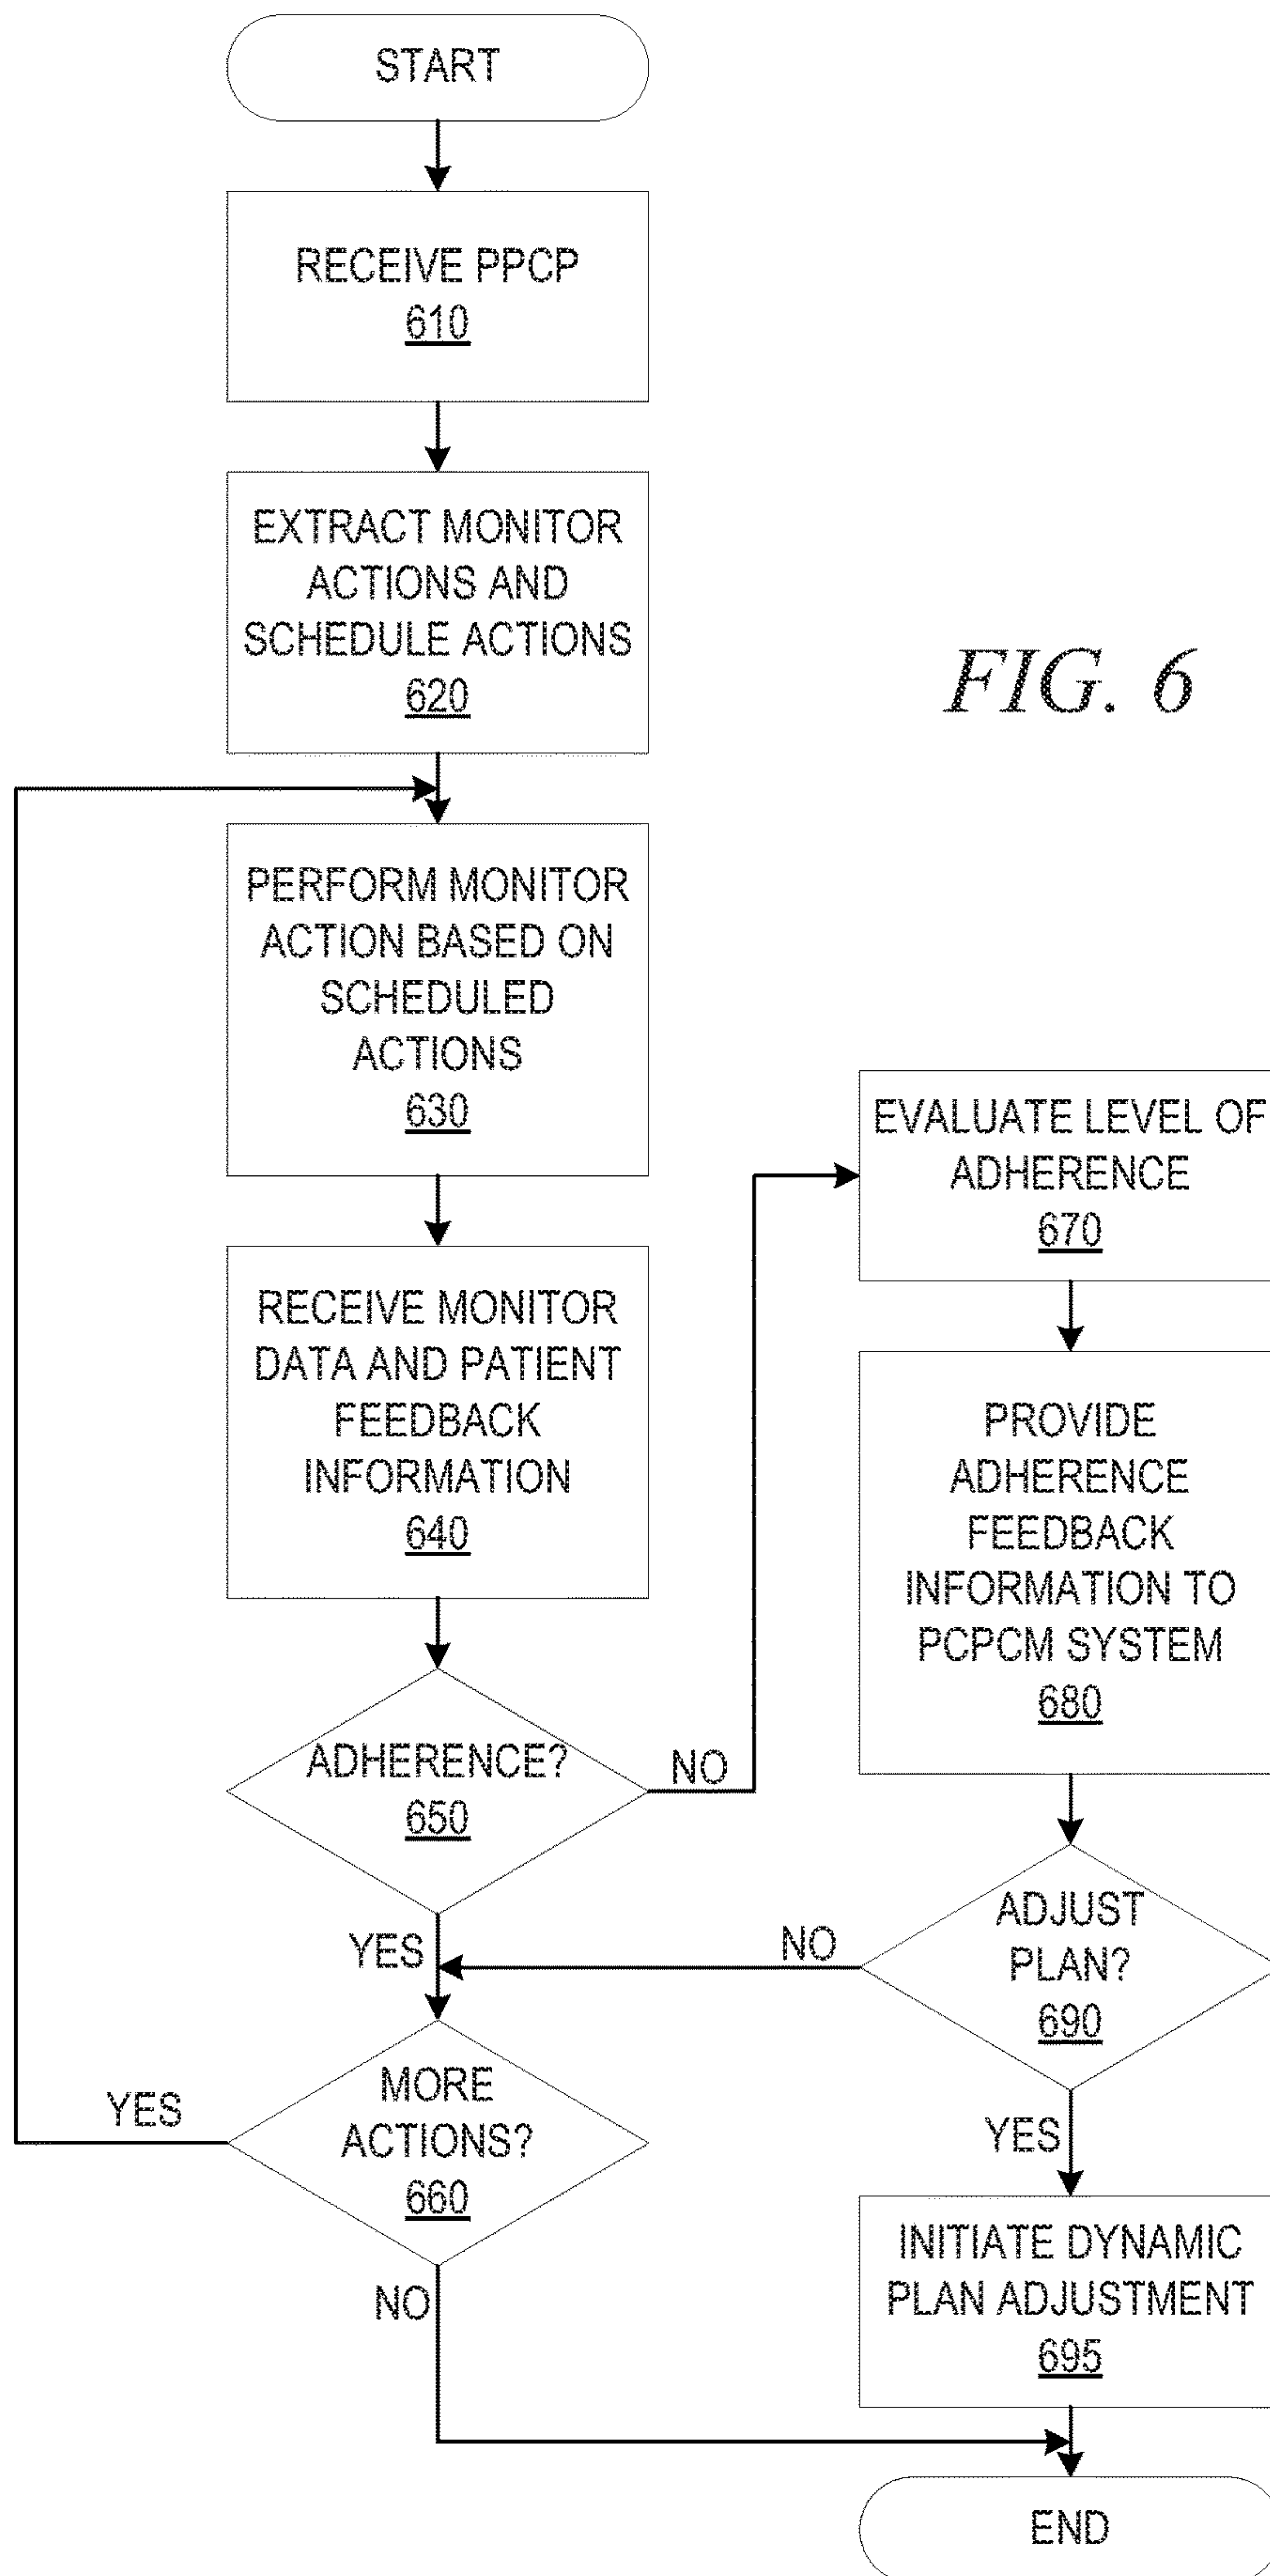 START
RECEIVE PPCP
610
EXTRACT MONITOR
ACTIONS AND
SCHEDULE ACTIONS
620
FIG. 6
PERFORM MONITOR
ACTION BASED ON
SCHEDULED
ACTIONS
630
RECEIVE MONITOR
DATA AND PATIENT
FEEDBACK
INFORMATION
640
ADHERENCE?
650
NO
YES
MORE
ACTIONS?
660
YES
NO
EVALUATE LEVEL OF
ADHERENCE
670
PROVIDE
ADHERENCE
FEEDBACK
INFORMATION TO
PCPCM SYSTEM
680
ADJUST
PLAN?
690
NO
YES
INITIATE DYNAMIC
PLAN ADJUSTMENT
695
END